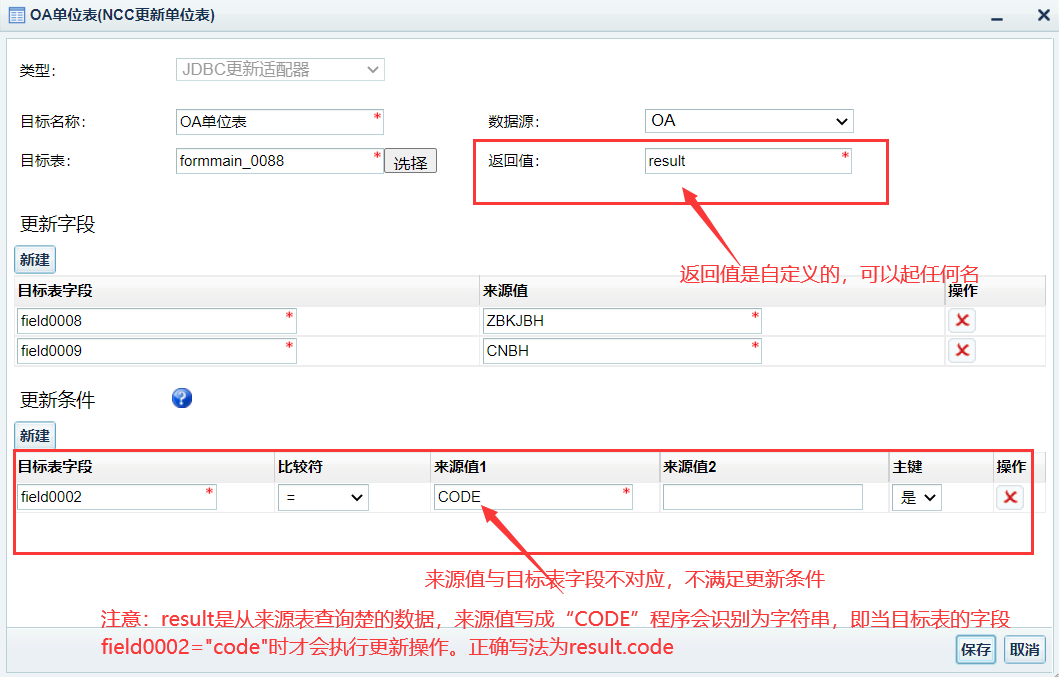 OA单位表(NCC更新单位表)
类型: JDBC更新适配器
目标名称: OA单位表 * 数据源: OA
目标表: formmain_0088 * 选择 返回值: result *
更新字段
返回值是自定义的，可以起任何名
新建
目标表字段 来源值 操作
field0008 * ZBKJBH *
field0009 * CNBH *
更新条件 ?
新建
目标表字段 比较符 来源值1 来源值2 主键 操作
field0002 * = CODE * 是
来源值与目标表字段不对应，不满足更新条件
注意：result是从来源表查询楚的数据，来源值写成“CODE”程序会识别为字符串，即当目标表的字段
field0002="code"时才会执行更新操作。正确写法为result.code
保存 取消